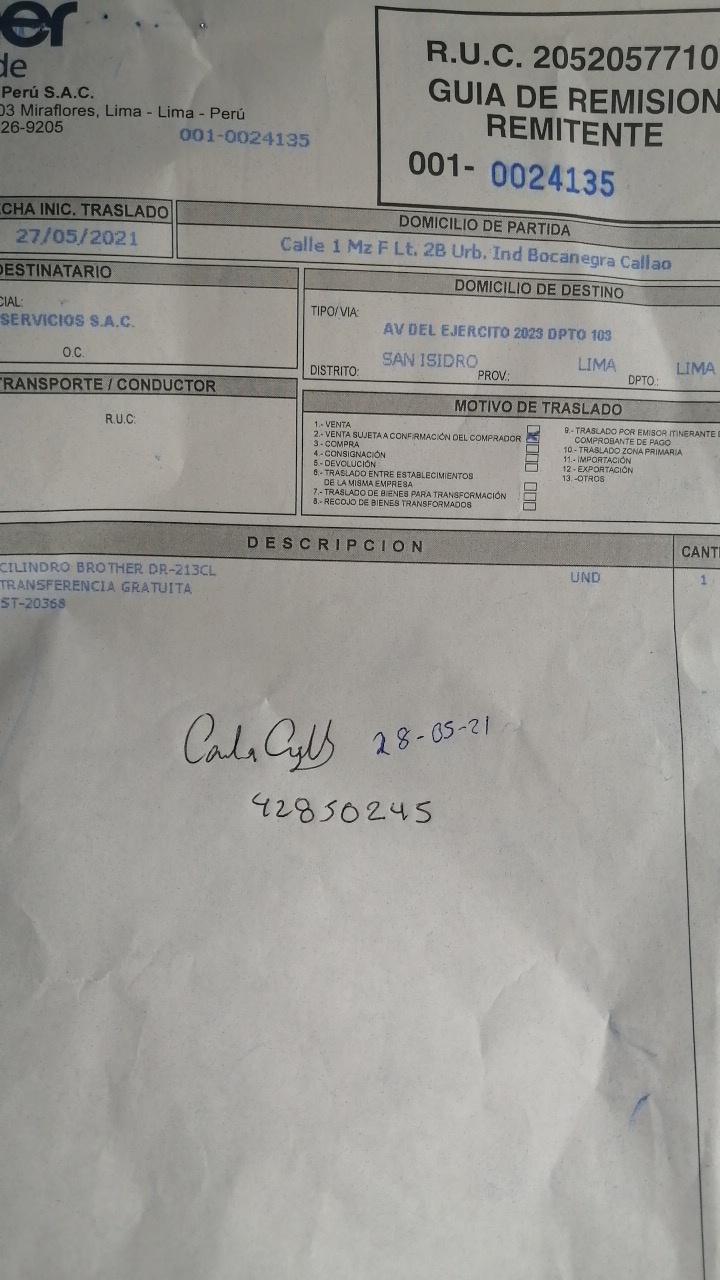 er
de
Perú S.A.C.
03 Miraflores, Lima - Lima - Perú
26-9205
001-0024135
R.U.C. 2052057710
GUIA DE REMISION
REMITENTE
001- 0024135
CHA INIC. TRASLADO
27/05/2021
DOMICILIO DE PARTIDA
Calle 1 Mz F Lt. 2B Urb. Ind Bocanegra Callao
DESTINATARIO
CIAL:
SERVICIOS S.A.C.
O.C.
DOMICILIO DE DESTINO
TIPO/VIA:
AV DEL EJERCITO 2023 DPTO 103
DISTRITO: SAN ISIDRO PROV.: LIMA DPTO.: LIMA
TRANSPORTE / CONDUCTOR
R.U.C:
MOTIVO DE TRASLADO
1.- VENTA
2.- VENTA SUJETA A CONFIRMACIÓN DEL COMPRADOR
3.- COMPRA
4.- CONSIGNACIÓN
5.- DEVOLUCIÓN
6.- TRASLADO ENTRE ESTABLECIMIENTOS
DE LA MISMA EMPRESA
7.- TRASLADO DE BIENES PARA TRANSFORMACIÓN
8.- RECOJO DE BIENES TRANSFORMADOS
9.- TRASLADO POR EMISOR ITINERANTE
COMPROBANTE DE PAGO
10.- TRASLADO ZONA PRIMARIA
11.- IMPORTACIÓN
12.- EXPORTACIÓN
13.-OTROS
DESCRIPCION
CANT
CILINDRO BROTHER DR-213CL UND 1
TRANSFERENCIA GRATUITA
ST-20368
Carla 28-05-21
42850245